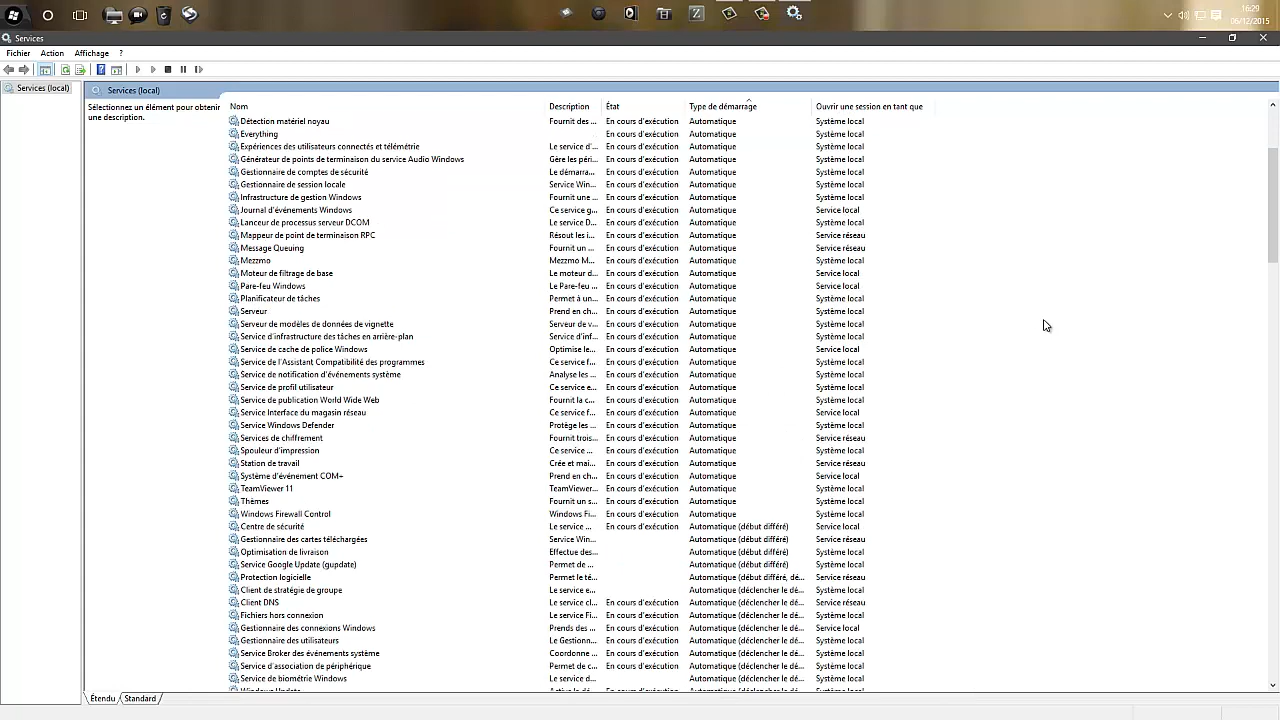 16:29
06/12/2015
Services
Fichier Action Affichage ?
Services (local) Services (local)
Sélectionnez un élément pour obtenir
une description.
Nom Description État Type de démarrage Ouvrir une session en tant que
Détection matériel noyau Fournit des ... En cours d'exécution Automatique Système local
Everything En cours d'exécution Automatique Système local
Expériences des utilisateurs connectés et télémétrie Le service d'... En cours d'exécution Automatique Système local
Générateur de points de terminaison du service Audio Windows Gère les péri... En cours d'exécution Automatique Système local
Gestionnaire de comptes de sécurité Le démarra... En cours d'exécution Automatique Système local
Gestionnaire de session locale Service Win... En cours d'exécution Automatique Système local
Infrastructure de gestion Windows Fournit une ... En cours d'exécution Automatique Système local
Journal d'événements Windows Ce service g... En cours d'exécution Automatique Service local
Lanceur de processus serveur DCOM Le service D... En cours d'exécution Automatique Système local
Mappeur de point de terminaison RPC Résout les i... En cours d'exécution Automatique Service réseau
Message Queuing Fournit un ... En cours d'exécution Automatique Service réseau
Mezzmo Mezzmo M... En cours d'exécution Automatique Système local
Moteur de filtrage de base Le moteur d... En cours d'exécution Automatique Service local
Pare-feu Windows Le Pare-feu ... En cours d'exécution Automatique Service local
Planificateur de tâches Permet à un... En cours d'exécution Automatique Système local
Serveur Prend en ch... En cours d'exécution Automatique Système local
Serveur de modèles de données de vignette Serveur de v... En cours d'exécution Automatique Système local
Service d'infrastructure des tâches en arrière-plan Service d'inf... En cours d'exécution Automatique Système local
Service de cache de police Windows Optimise le... En cours d'exécution Automatique Service local
Service de l'Assistant Compatibilité des programmes Ce service f... En cours d'exécution Automatique Système local
Service de notification d'événements système Analyse les ... En cours d'exécution Automatique Système local
Service de profil utilisateur Ce service e... En cours d'exécution Automatique Système local
Service de publication World Wide Web Fournit la c... En cours d'exécution Automatique Système local
Service Interface du magasin réseau Ce service f... En cours d'exécution Automatique Service local
Service Windows Defender Protège les ... En cours d'exécution Automatique Système local
Services de chiffrement Fournit trois... En cours d'exécution Automatique Service réseau
Spouleur d'impression Ce service ... En cours d'exécution Automatique Système local
Station de travail Crée et mai... En cours d'exécution Automatique Service réseau
Système d'événement COM+ Prend en ch... En cours d'exécution Automatique Service local
TeamViewer 11 TeamViewer... En cours d'exécution Automatique Système local
Thèmes Fournit un s... En cours d'exécution Automatique Système local
Windows Firewall Control Windows Fi... En cours d'exécution Automatique Système local
Centre de sécurité Le service ... En cours d'exécution Automatique (début différé) Service local
Gestionnaire des cartes téléchargées Service Win... Automatique (début différé) Service réseau
Optimisation de livraison Effectue des... Automatique (début différé) Système local
Service Google Update (gupdate) Permet de ... Automatique (début différé) Système local
Protection logicielle Permet le té... Automatique (début différé, dé... Service réseau
Client de stratégie de groupe Le service e... Automatique (déclencher le dé... Système local
Client DNS Le service cl... En cours d'exécution Automatique (déclencher le dé... Service réseau
Fichiers hors connexion Le service Fi... En cours d'exécution Automatique (déclencher le dé... Système local
Gestionnaire des connexions Windows Prends des ... En cours d'exécution Automatique (déclencher le dé... Service local
Gestionnaire des utilisateurs Le Gestionn... En cours d'exécution Automatique (déclencher le dé... Système local
Service Broker des événements système Coordonne ... En cours d'exécution Automatique (déclencher le dé... Système local
Service d'association de périphérique Permet de c... En cours d'exécution Automatique (déclencher le dé... Système local
Service de biométrie Windows Le service d... En cours d'exécution Automatique (déclencher le dé... Système local
Windows Update
Étendu Standard